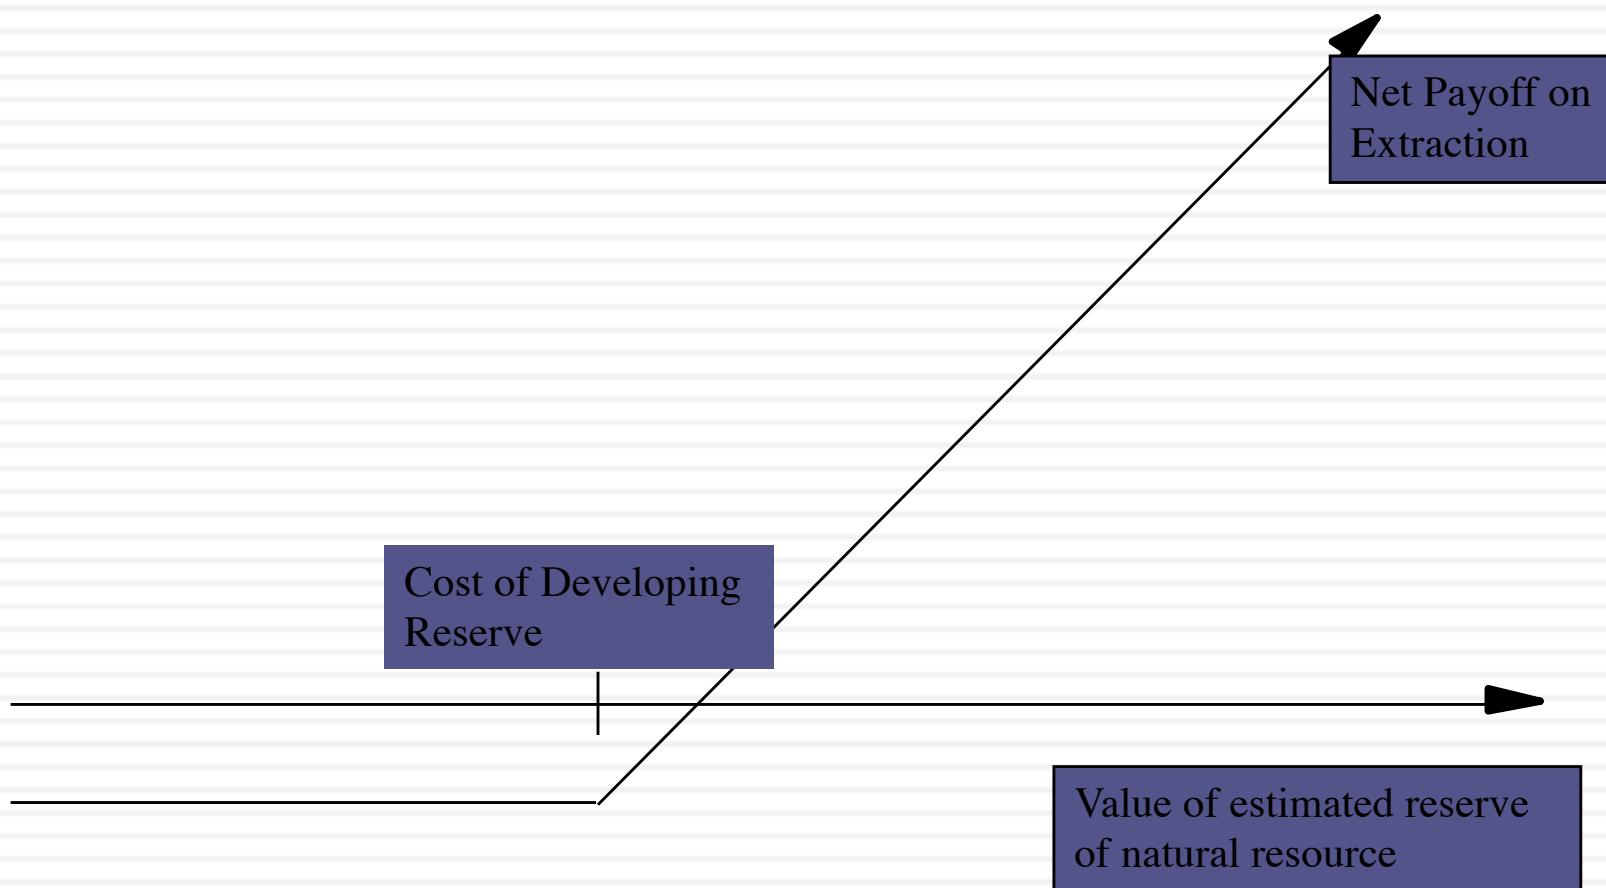 Net Payoff on
Extraction
Cost of Developing
Reserve
Value of estimated reserve
of natural resource